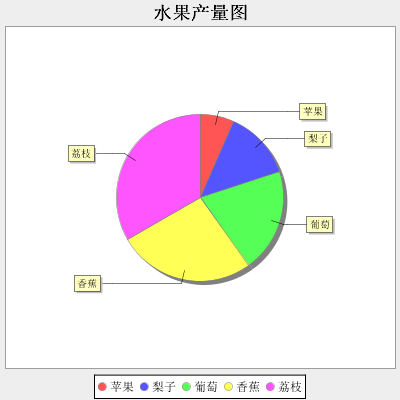 水果产量图
苹果
梨子
荔枝
葡萄
香蕉
苹果 梨子 葡萄 香蕉 荔枝